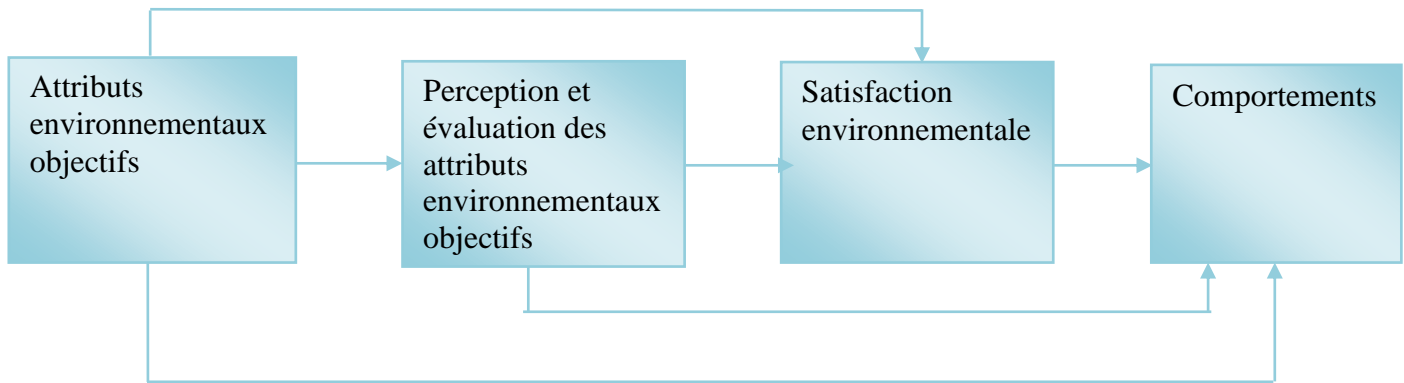 Attributs
environnementaux
objectifs
Perception et
évaluation des
attributs
environnementaux
objectifs
Satisfaction
environnementale
Comportements